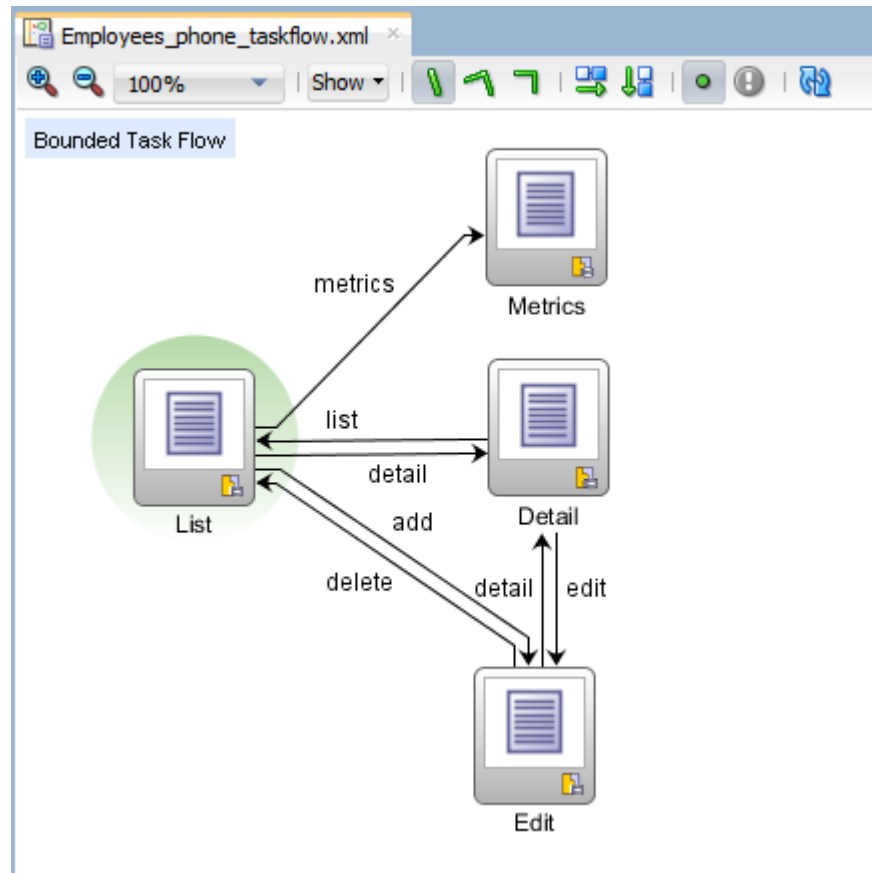 Employees_phone_taskflow.xml
100%
Show
Bounded Task Flow
metrics
Metrics
list
detail
List
Detail
add
delete
detail
edit
Edit